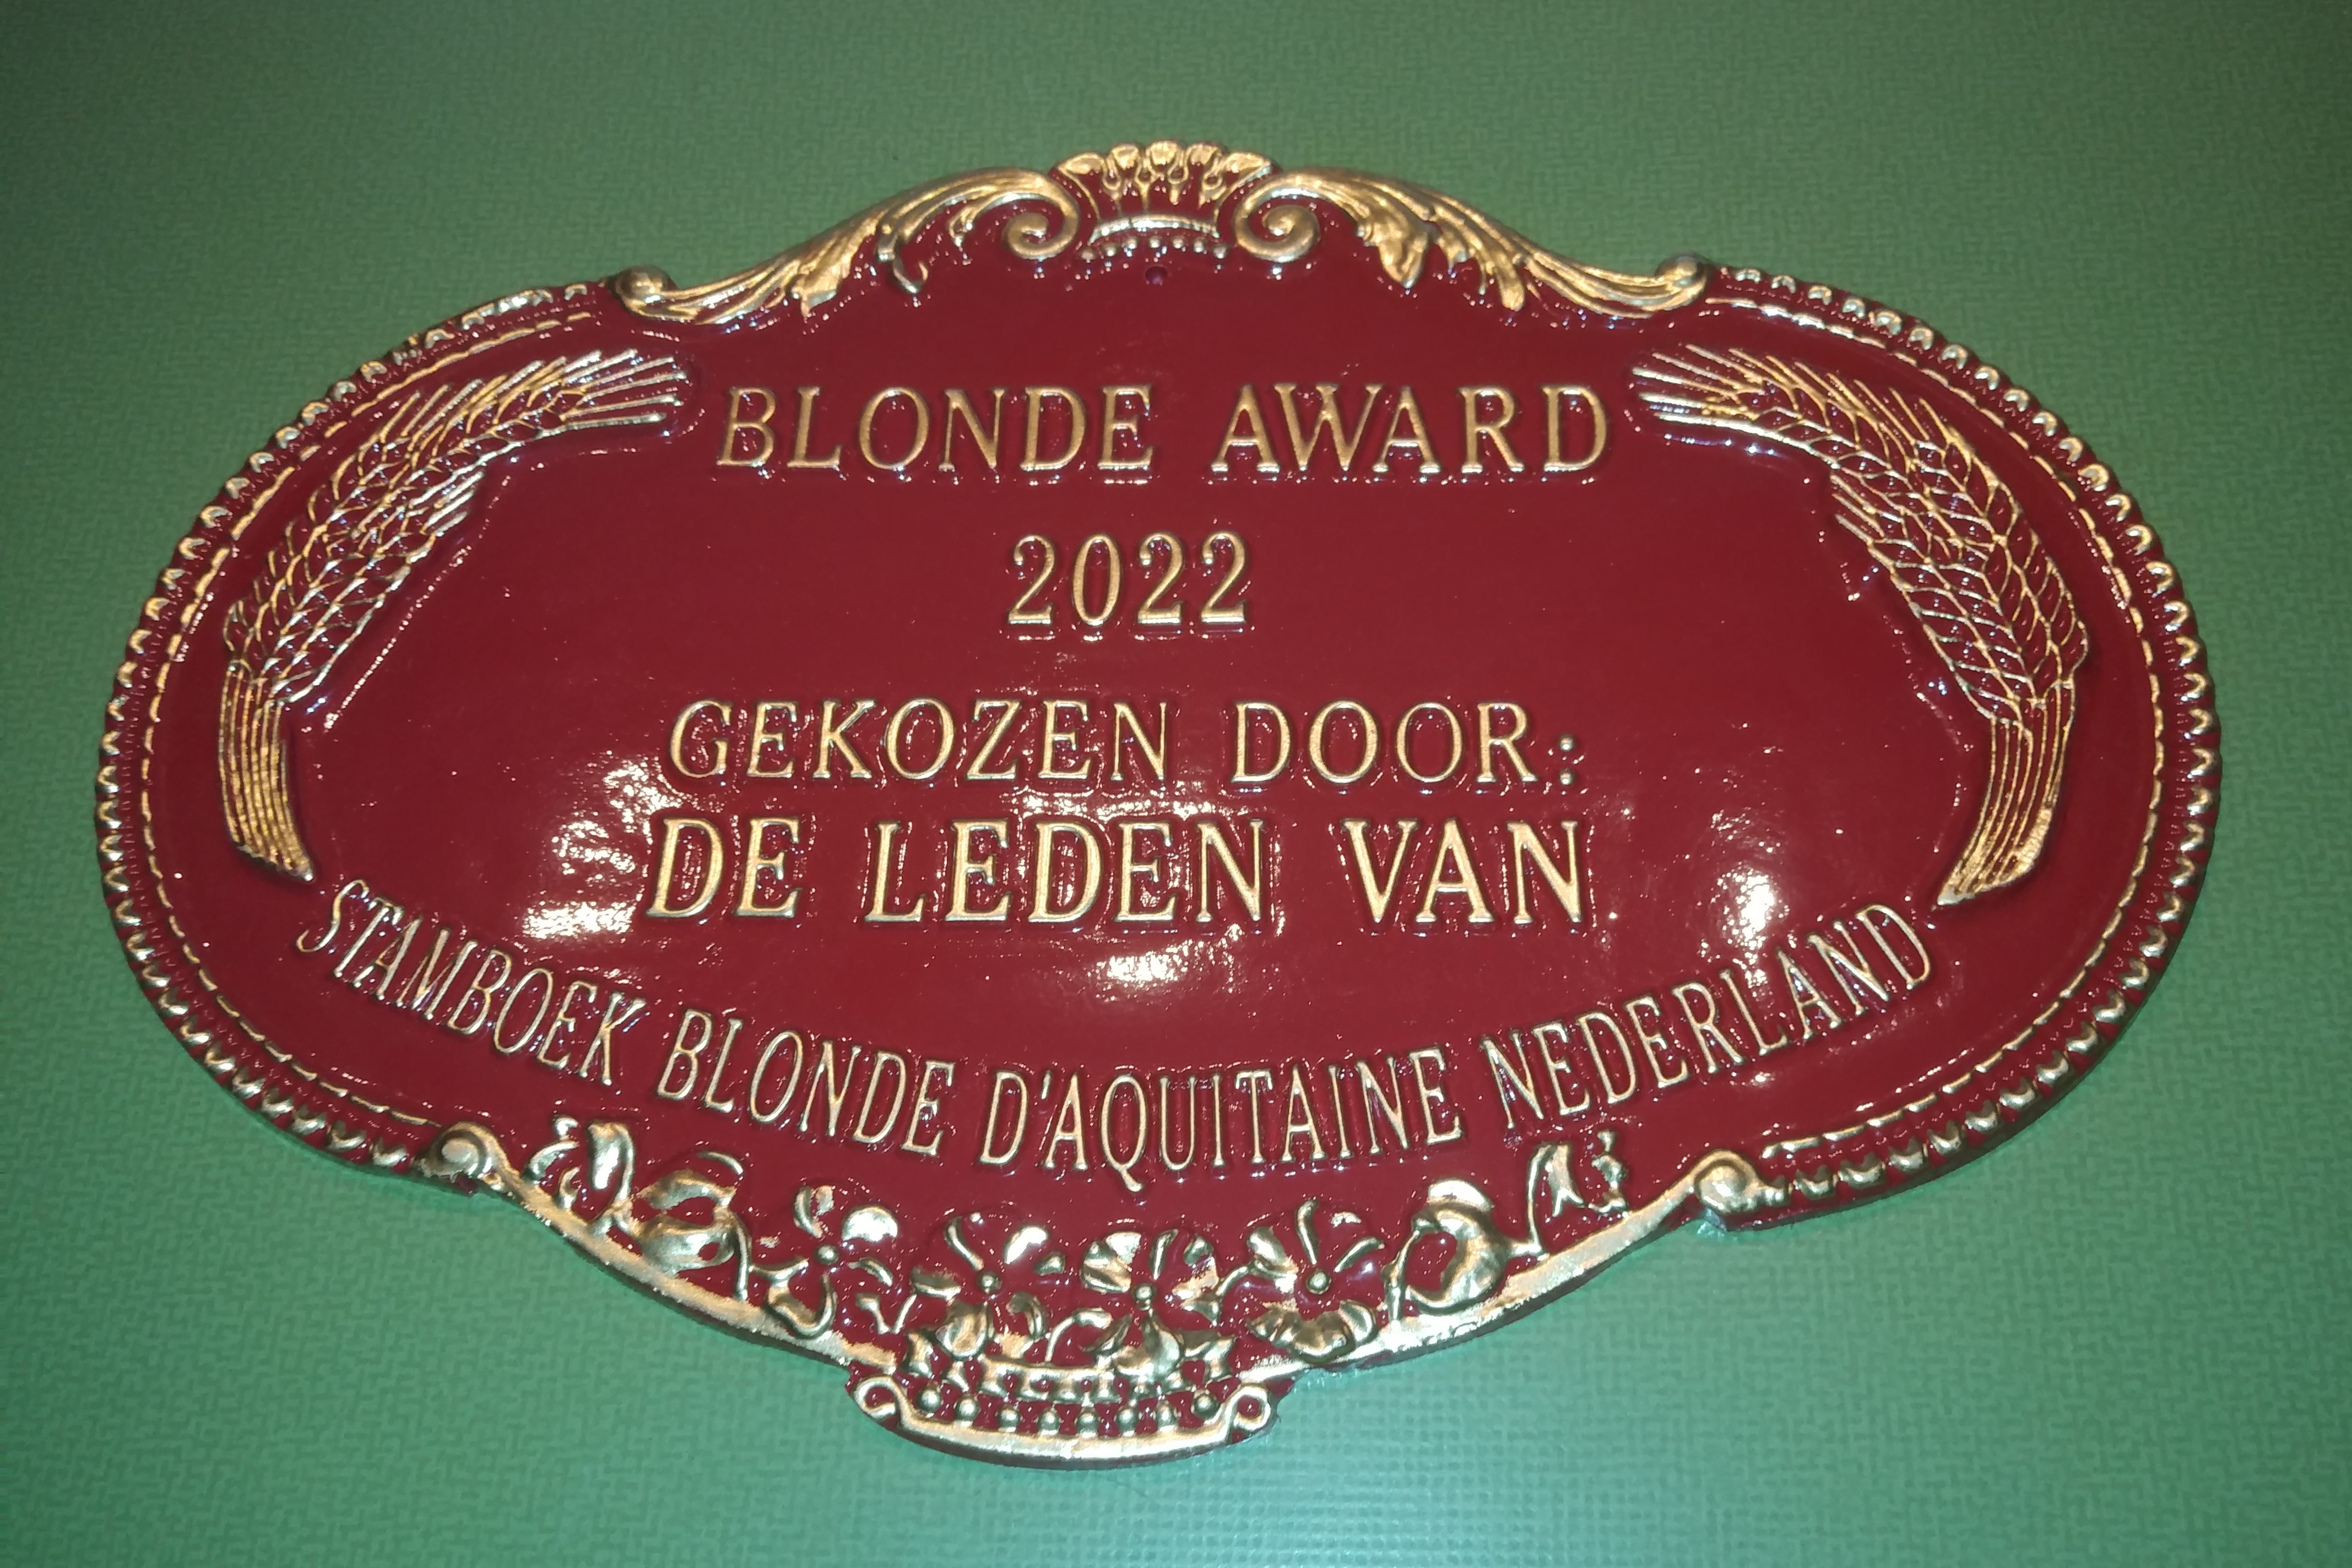 BLONDE AWARD
2022
GEKOZEN DOOR:
DE LEDEN VAN
STAMBOEK BLONDE D'AQUITAINE NEDERLAND